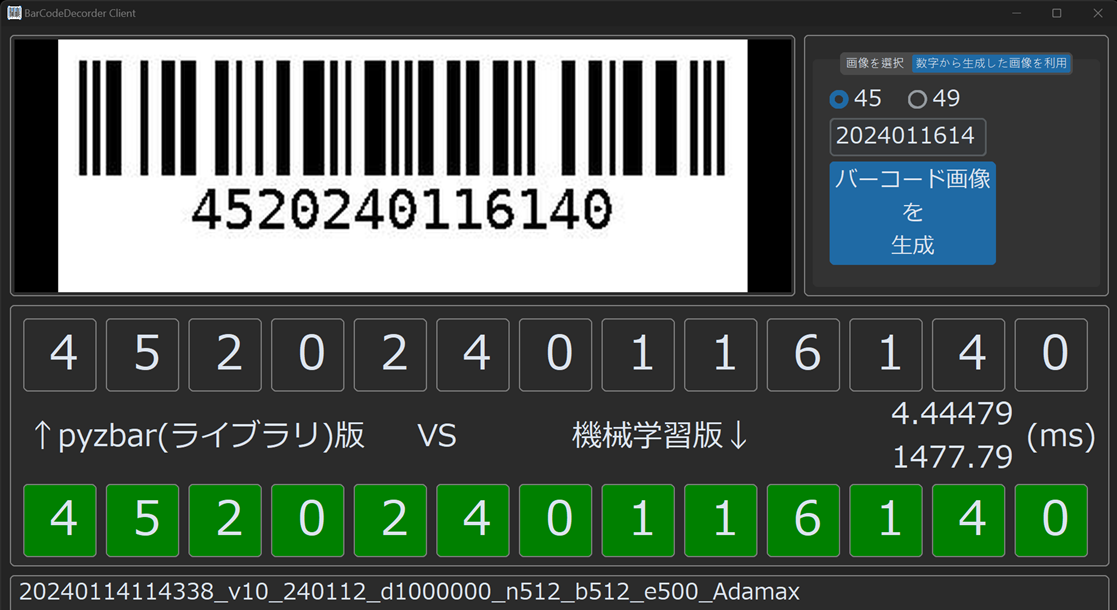 BarCodeDecorder Client
4520240116140
画像を選択 数字から生成した画像を利用
45 49
2024011614
バーコード画像
を
生成
4 5 2 0 2 4 0 1 1 6 1 4 0
↑pyzbar(ライブラリ)版 VS 機械学習版↓
4.44479
1477.79
(ms)
4 5 2 0 2 4 0 1 1 6 1 4 0
20240114114338_v10_240112_d1000000_n512_b512_e500_Adamax